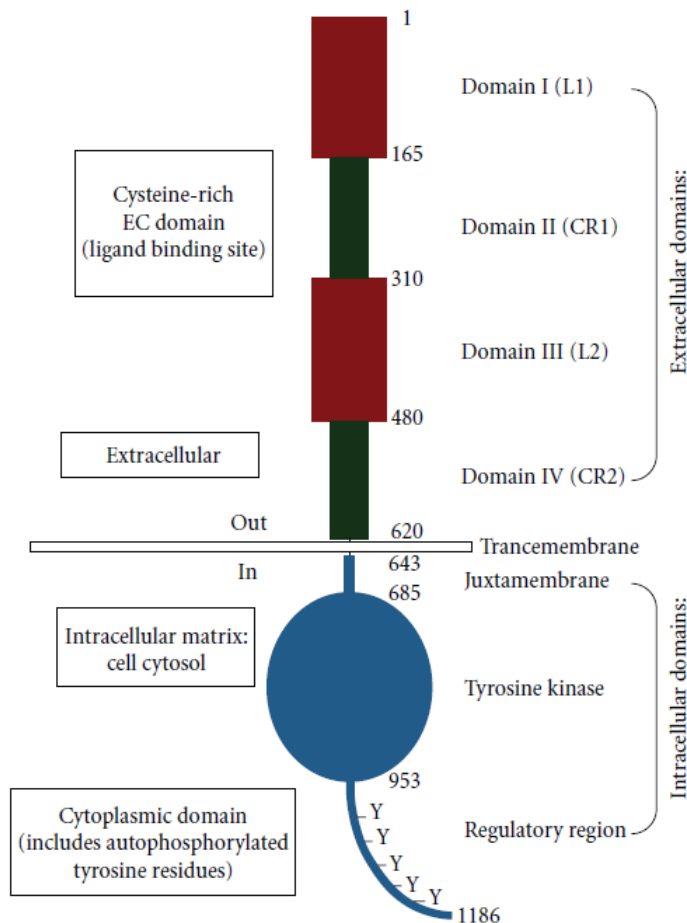 1
Domain I (L1)
165
Cysteine-rich
EC domain
(ligand binding site)
Domain II (CR1)
310
Domain III (L2)
480
Extracellular
Domain IV (CR2)
Extracellular domains:
Out
620
Trancemembrane
In
643
Juxtamembrane
685
Intracellular matrix:
cell cytosol
Tyrosine kinase
953
Cytoplasmic domain
(includes autophosphorylated
tyrosine residues)
Y
Y
Y
Y
Y
Regulatory region
1186
Intracellular domains: